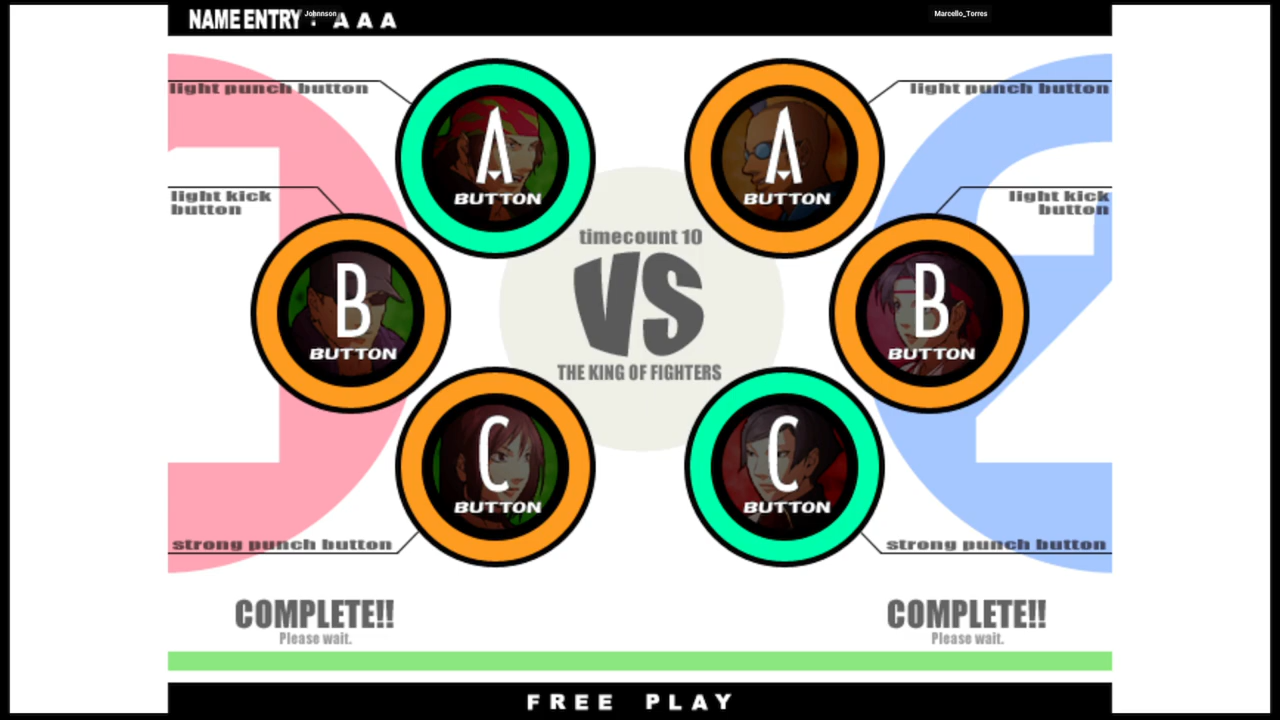 NAME ENTRY : AAA
Johnnson
Marcello_Torres
light punch button
light punch button
A
BUTTON
A
BUTTON
light kick
button
light kick
button
B
BUTTON
timecount 10
VS
THE KING OF FIGHTERS
B
BUTTON
C
BUTTON
C
BUTTON
strong punch button
strong punch button
COMPLETE!!
Please wait.
COMPLETE!!
Please wait.
FREE PLAY